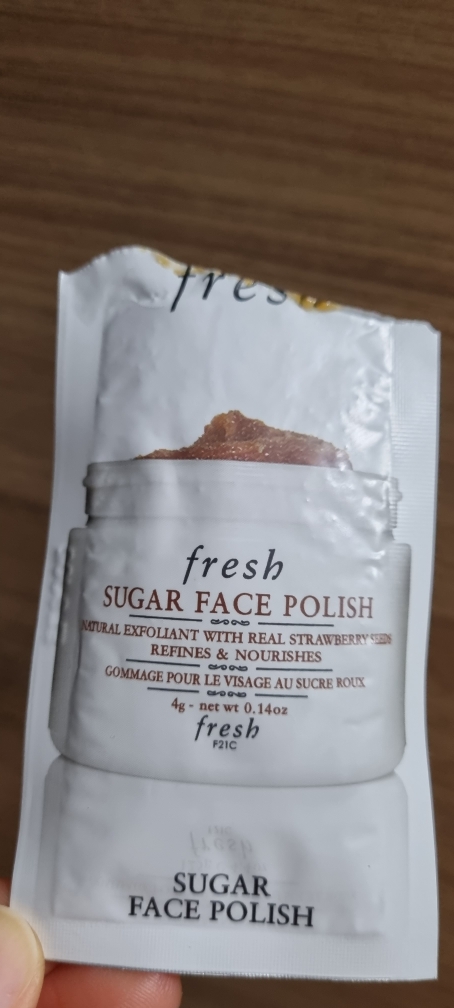 fresh
fresh
SUGAR FACE POLISH
NATURAL EXFOLIANT WITH REAL STRAWBERRY SEEDS
REFINES & NOURISHES
GOMMAGE POUR LE VISAGE AU SUCRE ROUX
4g - net wt 0.14oz
fresh
F21C
SUGAR
FACE POLISH